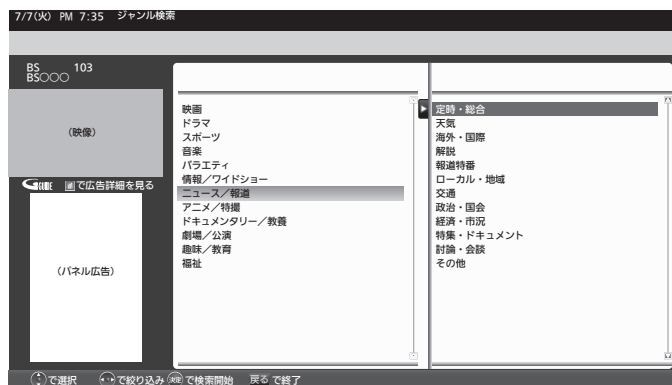 7/7(火) PM 7:35 ジャンル検索
BS 103
BS○○○
(映像)
GUIDE で広告詳細を見る
(パネル広告)
映画
ドラマ
スポーツ
音楽
バラエティ
情報/ワイドショー
ニュース/報道
アニメ/特撮
ドキュメンタリー/教養
劇場/公演
趣味/教育
福祉
定時・総合
天気
海外・国際
解説
報道特番
ローカル・地域
交通
政治・国会
経済・市況
特集・ドキュメント
討論・会談
その他
で選択 で絞り込み 決定 で検索開始 戻る で終了